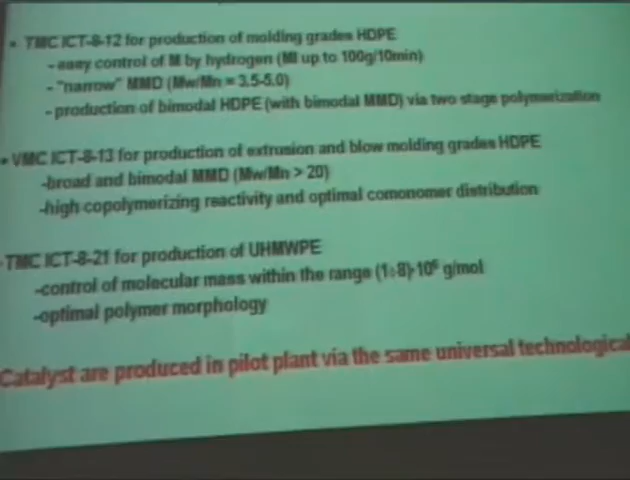 • TMC ICT-8-12 for production of molding grades HDPE
-easy control of M by hydrogen (MI up to 100g/10min)
-"narrow" MMD (Mw/Mn = 3.5-5.0)
-production of bimodal HDPE (with bimodal MMD) via two stage polymerization
• VMC ICT-8-13 for production of extrusion and blow molding grades HDPE
-broad and bimodal MMD (Mw/Mn > 20)
-high copolymerizing reactivity and optimal comonomer distribution
•TMC ICT-8-21 for production of UHMWPE
-control of molecular mass within the range (1÷8)·10⁶ g/mol
-optimal polymer morphology
Catalyst are produced in pilot plant via the same universal technological